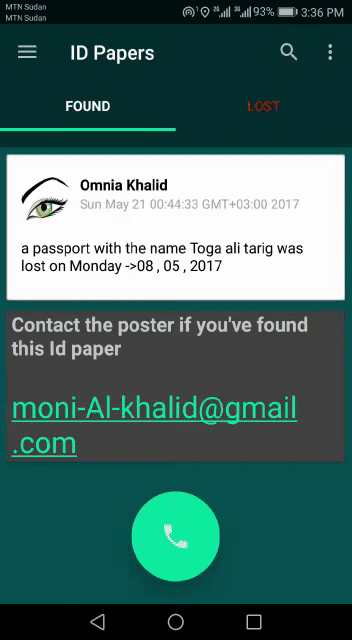 MTN Sudan
MTN Sudan
93% 3:36 PM
ID Papers
FOUND
LOST
Omnia Khalid
Sun May 21 00:44:33 GMT+03:00 2017
a passport with the name Toga ali tarig was
lost on Monday ->08 , 05 , 2017
Contact the poster if you've found
this Id paper
moni-Al-khalid@gmail
.com